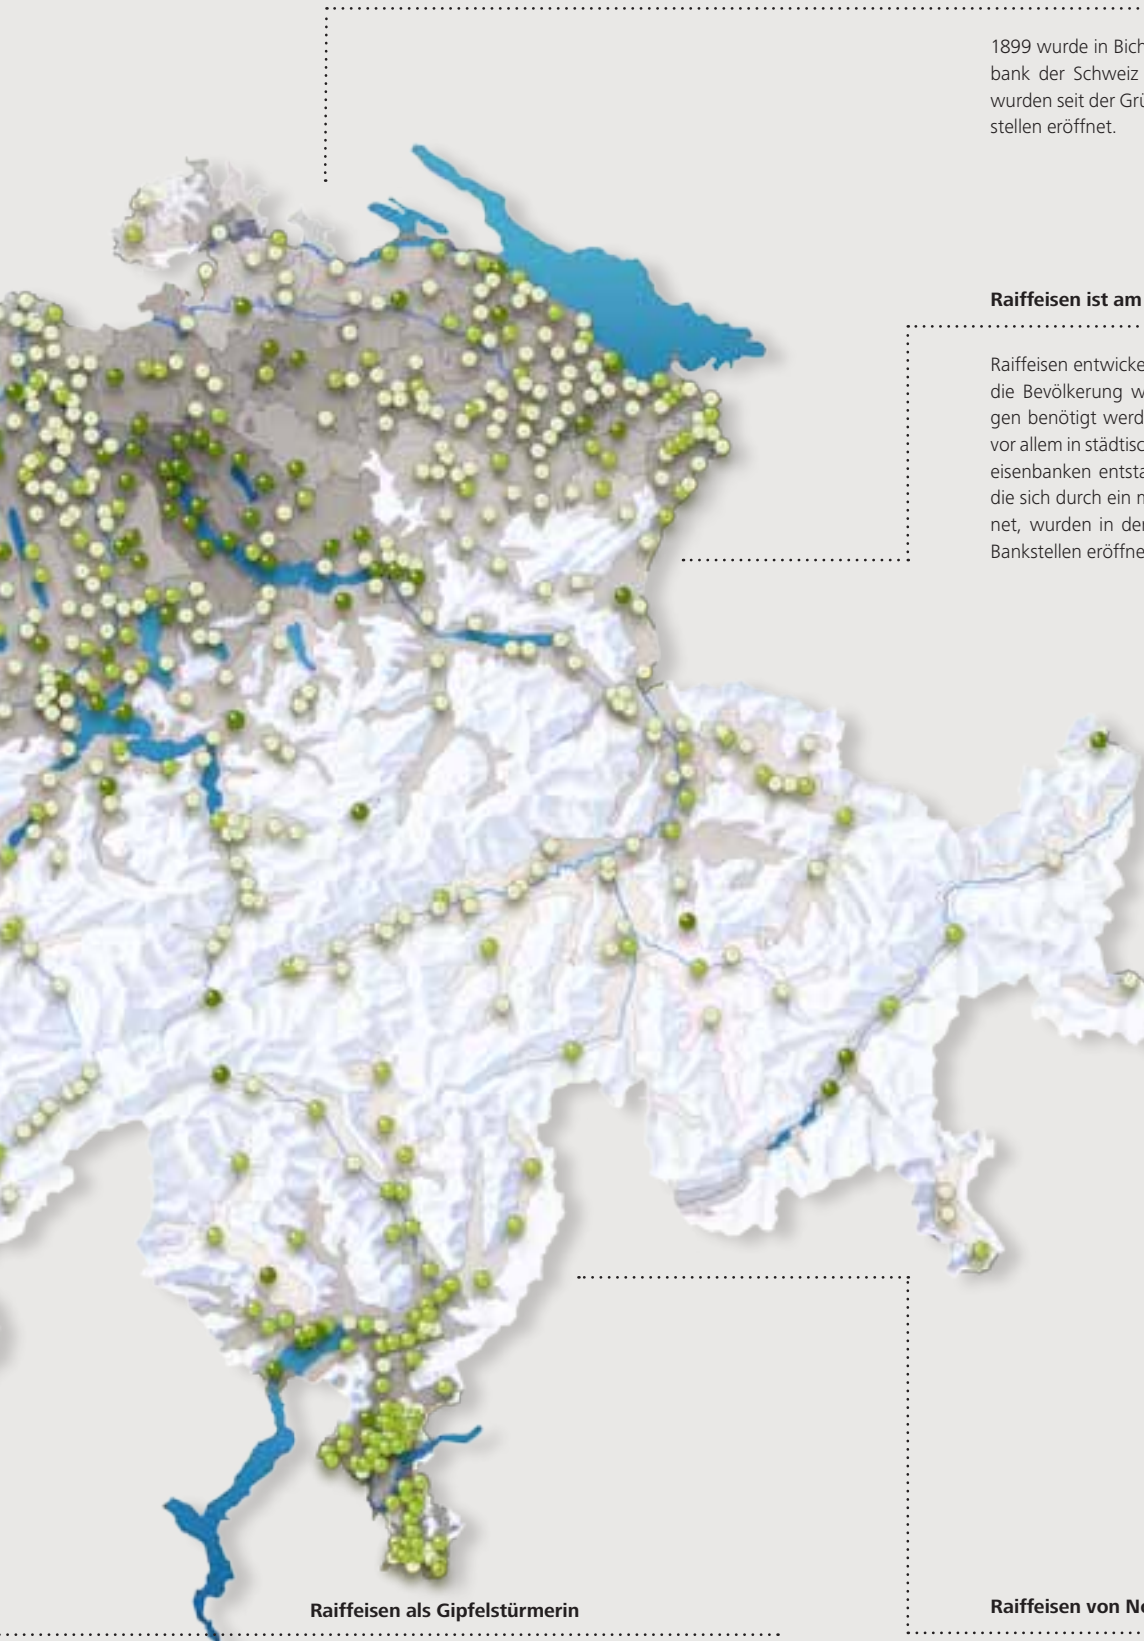 1899 wurde in Bich
bank der Schweiz
wurden seit der Grü
stellen eröffnet.
Raiffeisen ist am
Raiffeisen entwicke
die Bevölkerung w
gen benötigt werd
vor allem in städtisc
eisenbanken entsta
die sich durch ein m
net, wurden in der
Bankstellen eröffne
Raiffeisen als Gipfelstürmerin
Raiffeisen von No